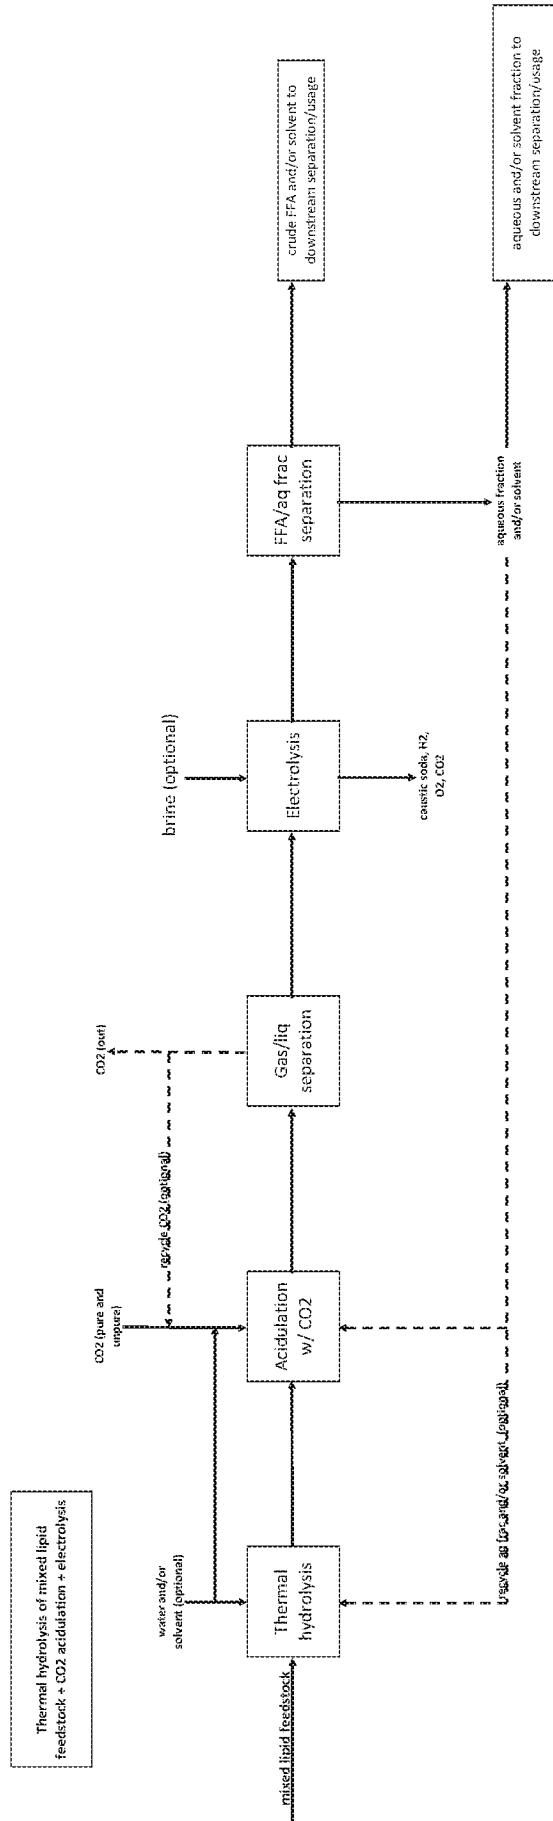 Thermal hydrolysis of mixed lipid
feedstock + CO2 acidulation + electrolysis
mixed lipid feedstock
water and/or
solvent (optional)
Thermal
hydrolysis
CO2 (pure and
unpure)
Acidulation
w/ CO2
recycle CO2 (optional)
CO2 (out)
Gas/liq
separation
brine (optional)
Electrolysis
caustic soda, H2,
O2, CO2
FFA/aq frac
separation
crude FFA and/or solvent to
downstream separation/usage
aqueous fraction
and/or solvent
recycle aq frac and/or solvent (optional)
aqueous and/or solvent fraction to
downstream separation/usage